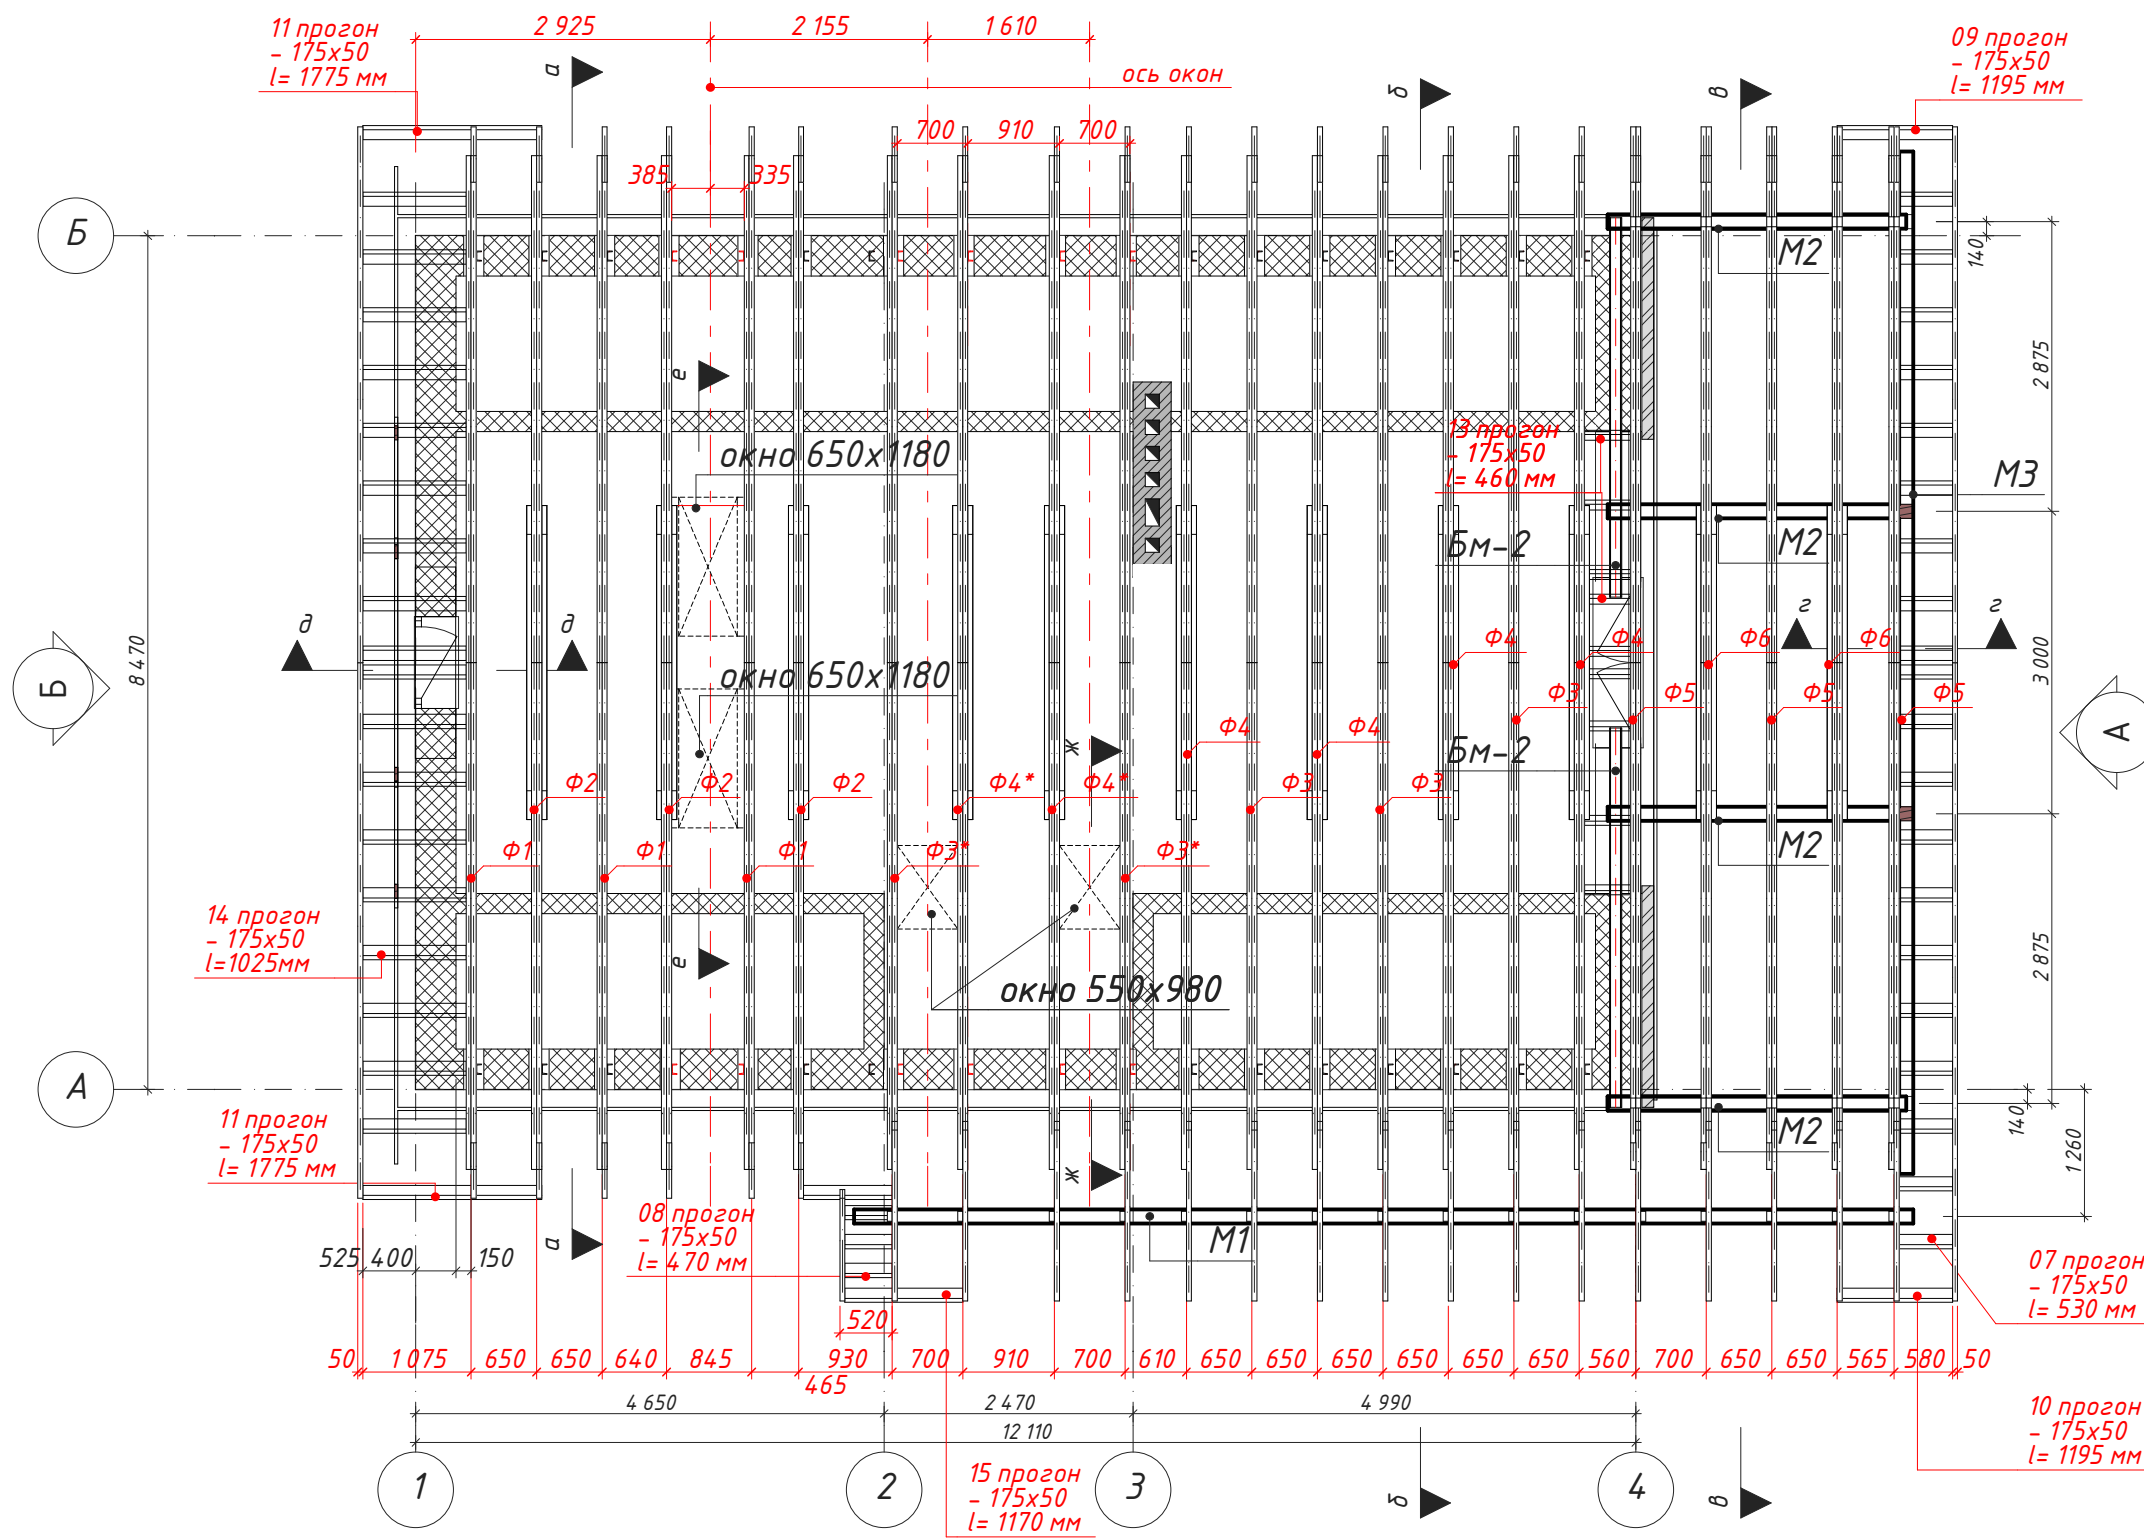 11 прогон
- 175х50
l= 1775 мм
2 925
2 155
1 610
ось окон
09 прогон
- 175х50
l= 1195 мм
а
б
в
700
910
700
385
335
Б
М2
140
е
2 875
окно 650х1180
13 прогон
- 175х50
l= 460 мм
М3
Бм-2
М2
д
д
г
г
8 470
Ф4
Ф4
Ф6
Ф6
3 000
Б
окно 650х1180
Ф3
Ф5
Ф5
Ф5
А
Ф4
Ф4
ж
Бм-2
Ф2
Ф2
Ф2
Ф4*
Ф4*
Ф3
Ф3
Ф1
Ф1
Ф1
Ф3*
Ф3*
М2
14 прогон
- 175х50
l=1025мм
е
окно 550х980
2 875
А
11 прогон
- 175х50
l= 1775 мм
М2
140
1 260
ж
08 прогон
- 175х50
l= 470 мм
а
М1
525
400
150
07 прогон
- 175х50
l= 530 мм
520
50
1 075
650
650
640
845
465
930
700
910
700
610
650
650
650
650
650
650
560
700
650
650
565
580
50
4 650
2 470
4 990
12 110
10 прогон
- 175х50
l= 1195 мм
1
2
3
4
15 прогон
- 175х50
l= 1170 мм
б
в